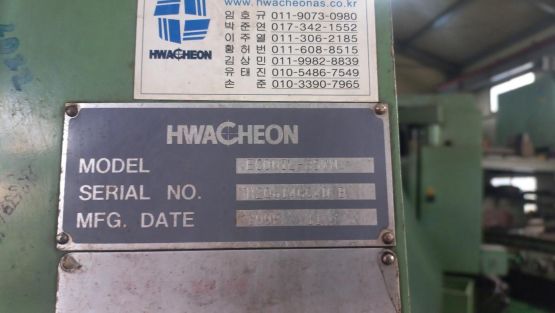 www.hwacheonas.co.kr
임 호 규 011-9073-0980
박 준 연 017-342-1552
이 주 열 011-306-2185
황 허 번 011-608-8515
김 상 민 011-9982-8839
유 태 진 010-5486-7549
손 준 010-3390-7965
HWACHEON
HWACHEON
MODEL
SERIAL NO.
MFG. DATE